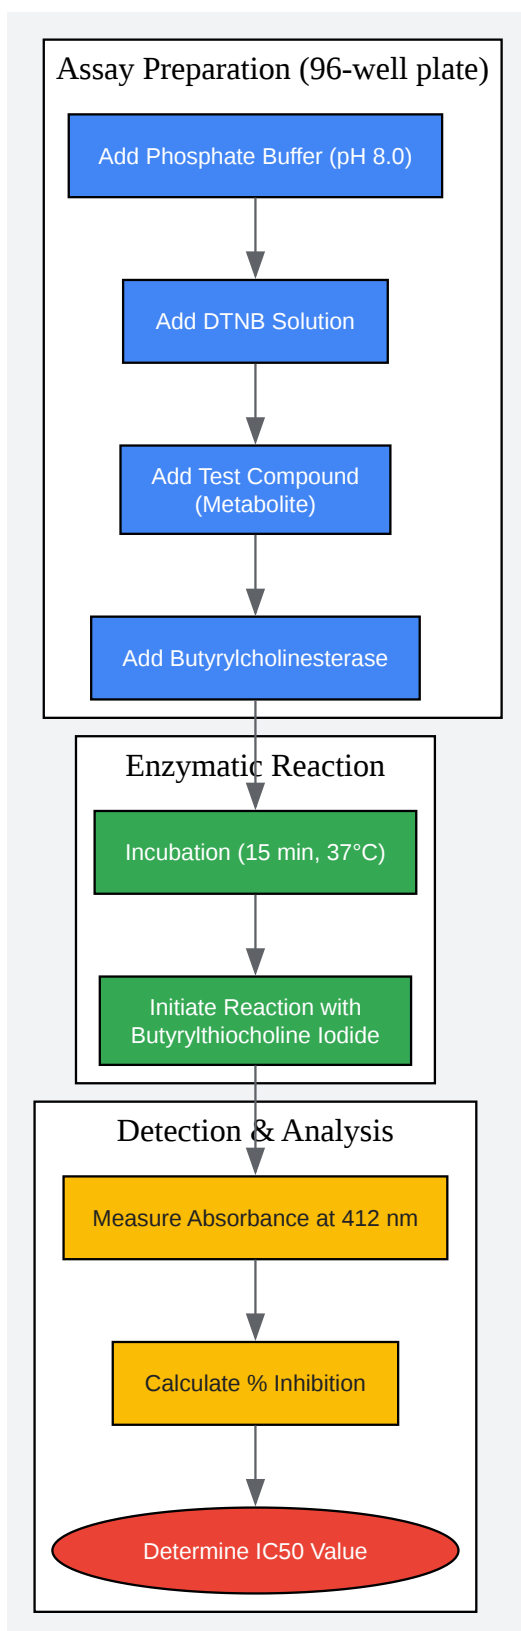 Assay Preparation (96-well plate)
Add Phosphate Buffer (pH 8.0)
Add DTNB Solution
Add Test Compound
(Metabolite)
Add Butyrylcholinesterase
Enzymatic Reaction
Incubation (15 min, 37°C)
Initiate Reaction with
Butyrylthiocholine Iodide
Detection & Analysis
Measure Absorbance at 412 nm
Calculate % Inhibition
Determine IC50 Value